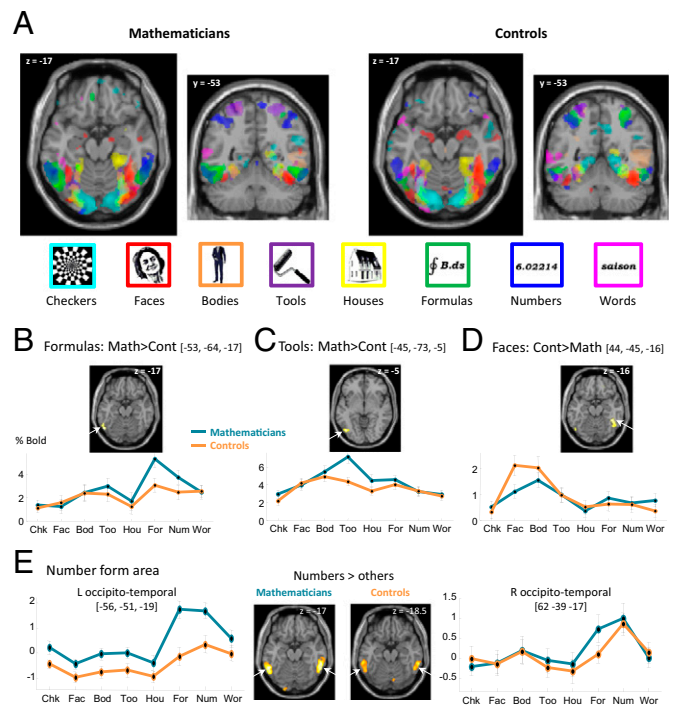 A
Mathematicians
Controls
z = -17
y = -53
z = -17
y = -53
∮ B.ds
6.02214
saison
Checkers
Faces
Bodies
Tools
Houses
Formulas
Numbers
Words
B Formulas: Math>Cont [-53, -64, -17]
z = -17
% Bold
6
4
2
0
Chk Fac Bod Too Hou For Num Wor
C Tools: Math>Cont [-45, -73, -5]
z = -5
Mathematicians
Controls
6
4
2
0
Chk Fac Bod Too Hou For Num Wor
D Faces: Cont>Math [44, -45, -16]
z = -16
3
2
1
0
Chk Fac Bod Too Hou For Num Wor
E Number form area
L occipito-temporal
[-56, -51, -19]
2
1
0
-1
Chk Fac Bod Too Hou For Num Wor
Numbers > others
Mathematicians
Controls
z = -17
z = -18.5
R occipito-temporal
[62 -39 -17]
1.5
1
0.5
0
-0.5
Chk Fac Bod Too Hou For Num Wor